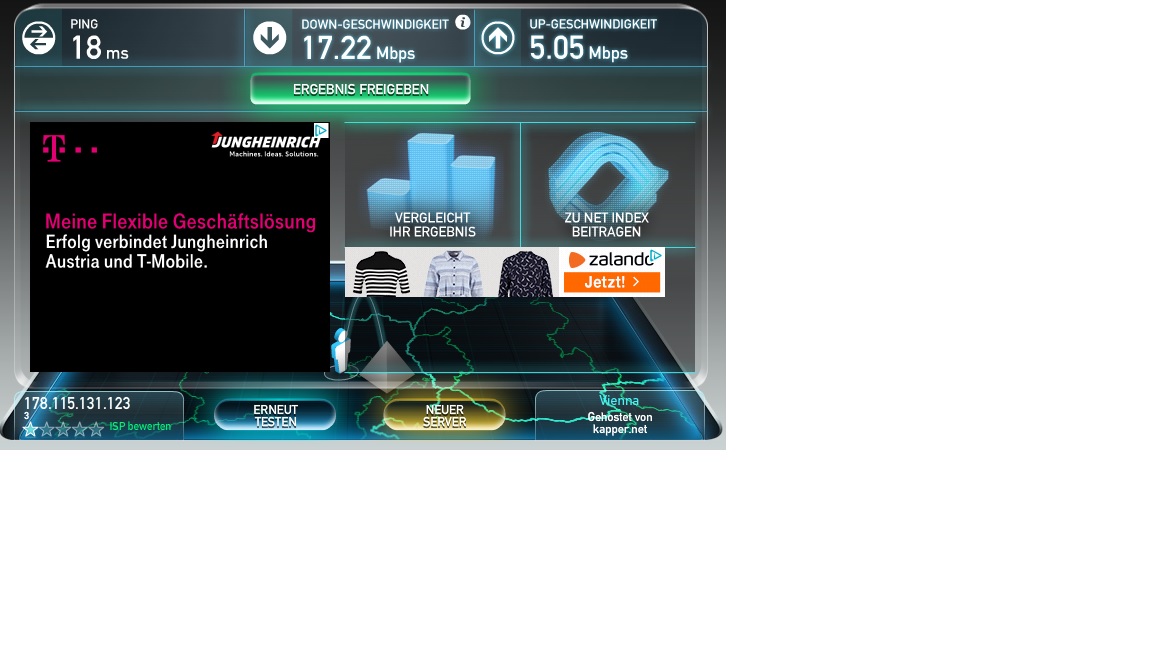 PING
18 ms
DOWN-GESCHWINDIGKEIT i
17.22 Mbps
UP-GESCHWINDIGKEIT
5.05 Mbps
ERGEBNIS FREIGEBEN
T
JUNGHEINRICH
Machines. Ideas. Solutions.
Meine Flexible Geschäftslösung
Erfolg verbindet Jungheinrich
Austria und T-Mobile.
VERGLEICHT
IHR ERGEBNIS
ZU NET INDEX
BEITRAGEN
zalando
Jetzt! >
178.115.131.123
3
ISP bewerten
ERNEUT
TESTEN
NEUER
SERVER
Vienna
Gehostet von
kapper.net